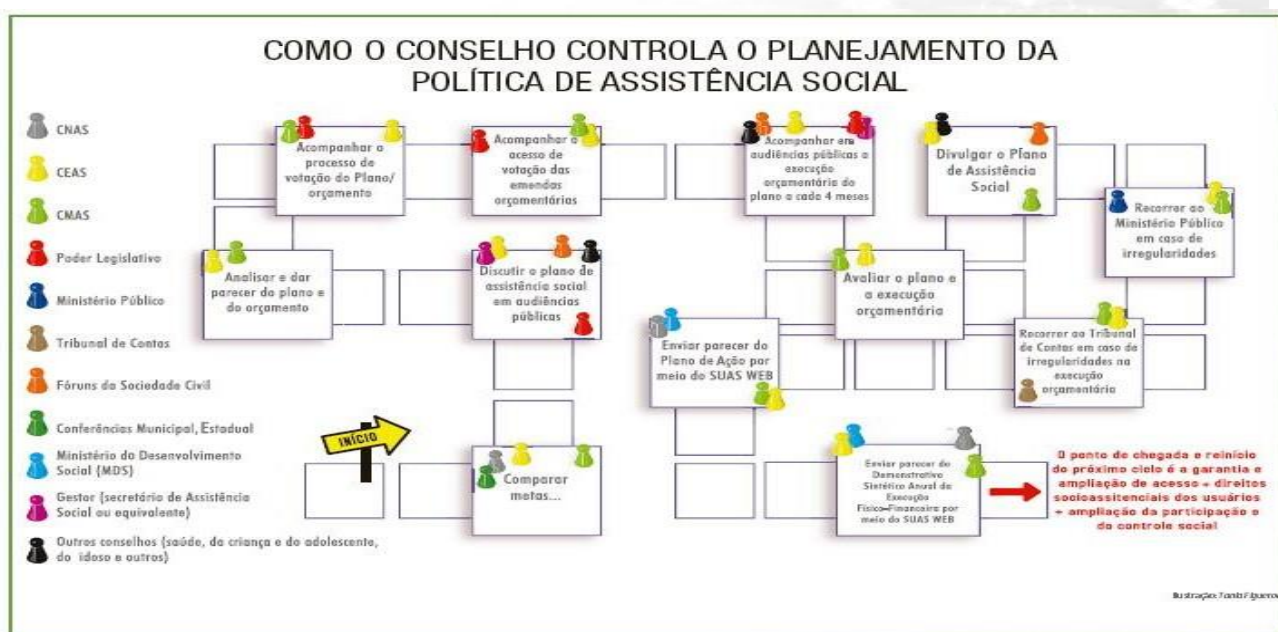 COMO O CONSELHO CONTROLA O PLANEJAMENTO DA
POLÍTICA DE ASSISTÊNCIA SOCIAL
CNAS
CEAS
CMAS
Poder Legislativo
Ministério Público
Tribunal de Contas
Fóruns da Sociedade Civil
Conferências Municipal, Estadual
Ministério do Desenvolvimento
Social (MDS)
Gestor (secretário de Assistência
Social ou equivalente)
Outros conselhos (saúde, da criança e do adolescente,
do idoso e outros)
Acompanhar o
processo de
votação do Plano/
orçamento
Acompanhar o
acesso de
votação das
emendas
orçamentárias
Acompanhar em
audiências públicas a
execução
orçamentária do
plano a cada 4 meses
Divulgar o Plano
de Assistência
Social
Recorrer ao
Ministério Público
em caso de
irregularidades
Analisar e dar
parecer do plano e
do orçamento
Discutir o plano de
assistência social
em audiências
públicas
Avaliar o plano e
a execução
orçamentária
Enviar parecer do
Plano de Ação por
meio do SUAS WEB
Recorrer ao Tribunal
de Contas em caso de
irregularidades na
execução
orçamentária
INÍCIO
Comparar
metas...
Enviar parecer do
Demonstrativo
Sintético Anual de
Execução
Físico-Financeira por
meio do SUAS WEB
O ponto de chegada e reinício
do próximo ciclo é a garantia e
ampliação de acesso + direitos
socioassitenciais dos usuários
+ ampliação da participação e
do controle social
Ilustração: Tania